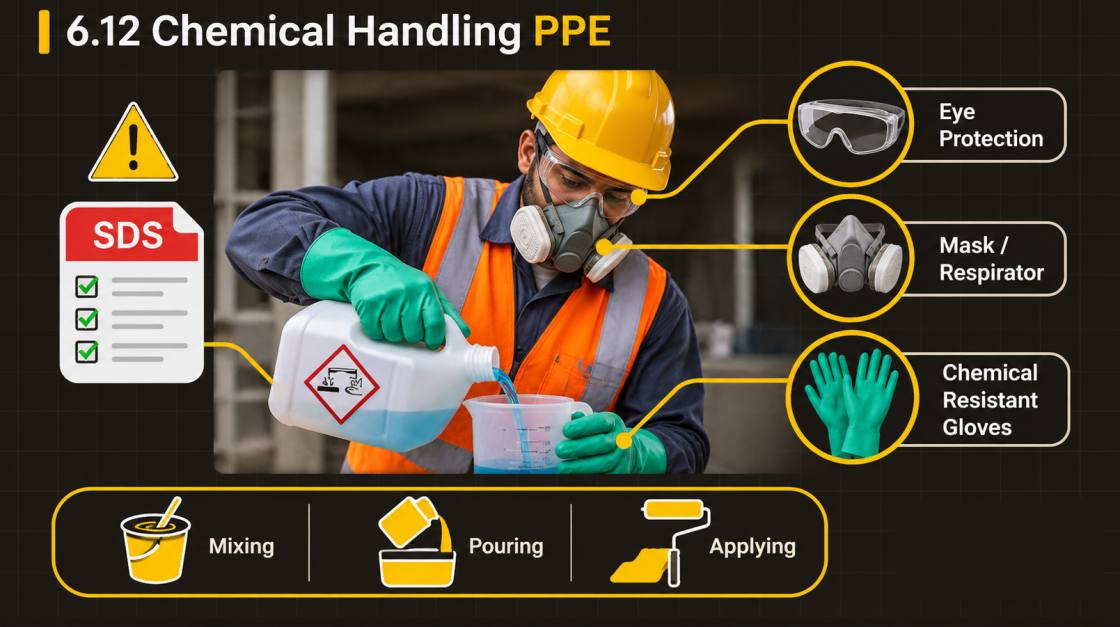 6.12 Chemical Handling PPE
SDS
Eye
Protection
Mask /
Respirator
Chemical
Resistant
Gloves
Mixing
Pouring
Applying